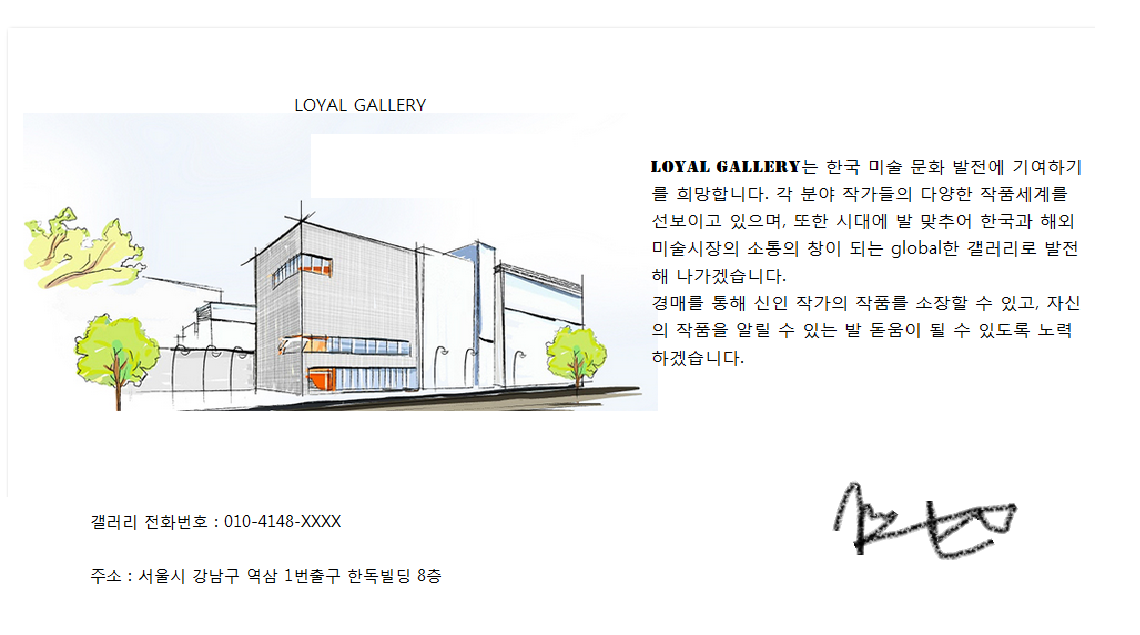 LOYAL GALLERY
LOYAL GALLERY는 한국 미술 문화 발전에 기여하기
를 희망합니다. 각 분야 작가들의 다양한 작품세계를
선보이고 있으며, 또한 시대에 발 맞추어 한국과 해외
미술시장의 소통의 창이 되는 global한 갤러리로 발전
해 나가겠습니다.
경매를 통해 신인 작가의 작품를 소장할 수 있고, 자신
의 작품을 알릴 수 있는 발 돋움이 될 수 있도록 노력
하겠습니다.
갤러리 전화번호 : 010-4148-XXXX
주소 : 서울시 강남구 역삼 1번출구 한독빌딩 8층